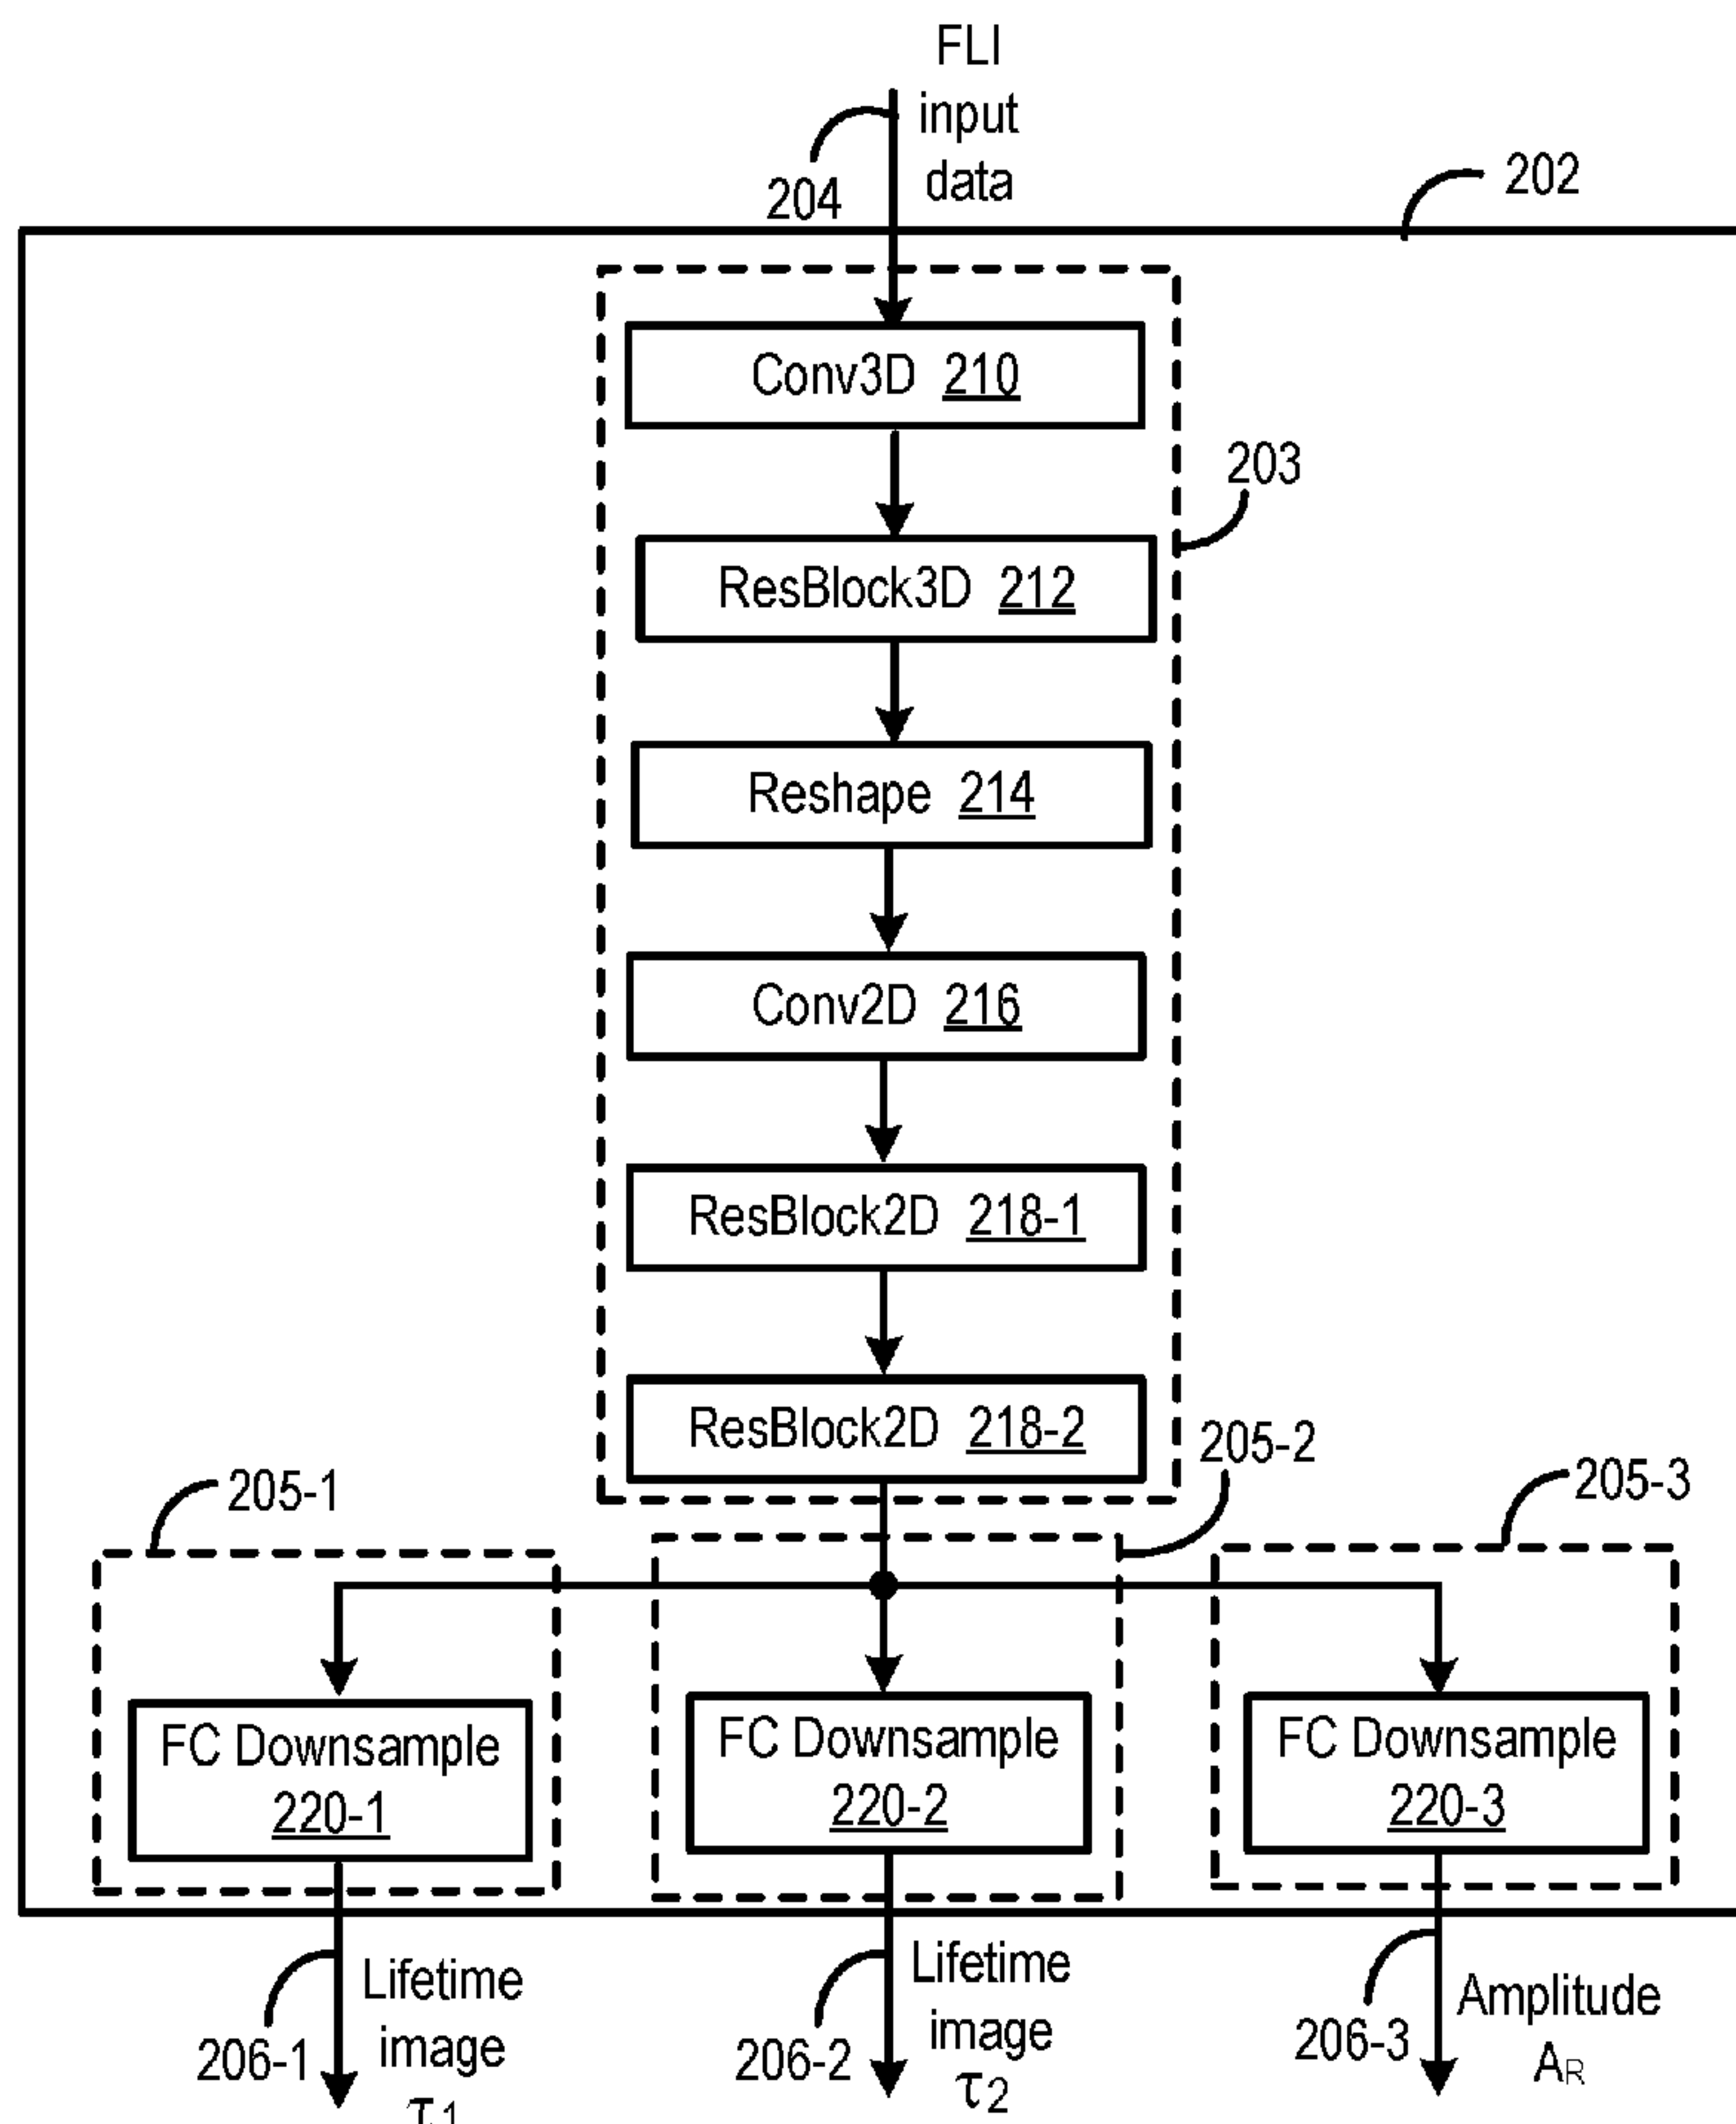 FLI
input
data
204
202
Conv3D 210
203
ResBlock3D 212
Reshape 214
Conv2D 216
ResBlock2D 218-1
ResBlock2D 218-2
205-1
205-2
205-3
FC Downsample
220-1
FC Downsample
220-2
FC Downsample
220-3
206-1
Lifetime
image
τ1
206-2
Lifetime
image
τ2
206-3
Amplitude
AR